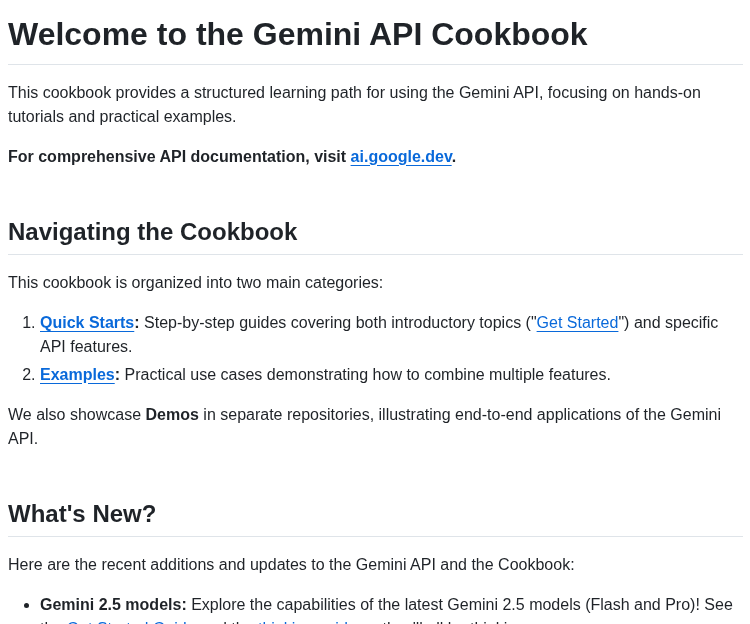 Welcome to the Gemini API Cookbook
This cookbook provides a structured learning path for using the Gemini API, focusing on hands-on
tutorials and practical examples.
For comprehensive API documentation, visit ai.google.dev.
Navigating the Cookbook
This cookbook is organized into two main categories:
1. Quick Starts: Step-by-step guides covering both introductory topics ("Get Started") and specific
API features.
2. Examples: Practical use cases demonstrating how to combine multiple features.
We also showcase Demos in separate repositories, illustrating end-to-end applications of the Gemini
API.
What's New?
Here are the recent additions and updates to the Gemini API and the Cookbook:
• Gemini 2.5 models: Explore the capabilities of the latest Gemini 2.5 models (Flash and Pro)! See